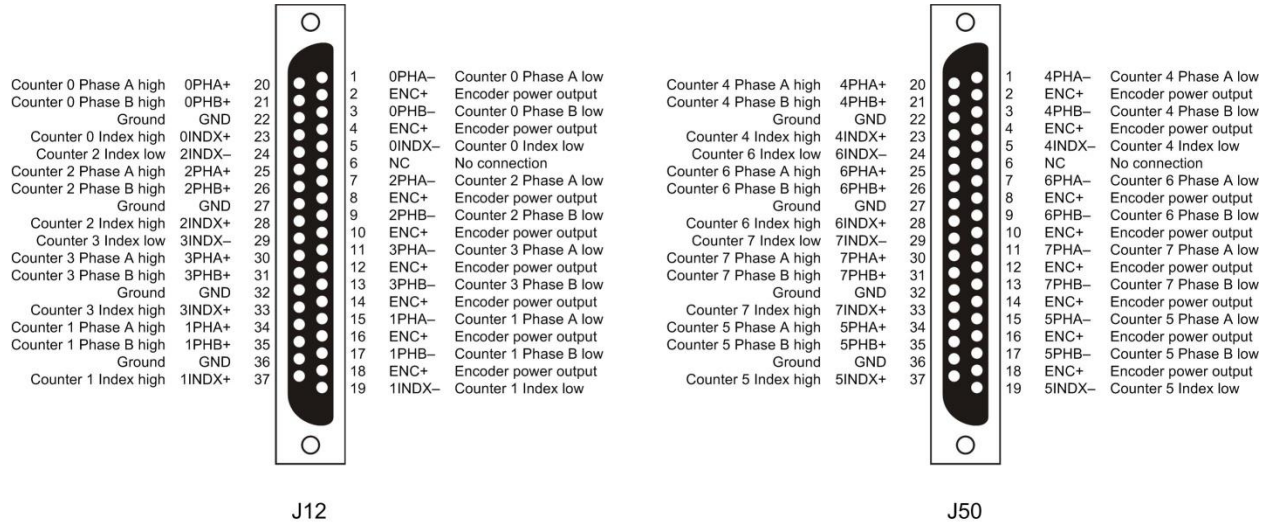 Counter 0 Phase A high 0PHA+ 20
Counter 0 Phase B high 0PHB+ 21
Ground GND 22
Counter 0 Index high 0INDX+ 23
Counter 2 Index low 2INDX– 24
Counter 2 Phase A high 2PHA+ 25
Counter 2 Phase B high 2PHB+ 26
Ground GND 27
Counter 2 Index high 2INDX+ 28
Counter 3 Index low 3INDX– 29
Counter 3 Phase A high 3PHA+ 30
Counter 3 Phase B high 3PHB+ 31
Ground GND 32
Counter 3 Index high 3INDX+ 33
Counter 1 Phase A high 1PHA+ 34
Counter 1 Phase B high 1PHB+ 35
Ground GND 36
Counter 1 Index high 1INDX+ 37
1 0PHA– Counter 0 Phase A low
2 ENC+ Encoder power output
3 0PHB– Counter 0 Phase B low
4 ENC+ Encoder power output
5 0INDX– Counter 0 Index low
6 NC No connection
7 2PHA– Counter 2 Phase A low
8 ENC+ Encoder power output
9 2PHB– Counter 2 Phase B low
10 ENC+ Encoder power output
11 3PHA– Counter 3 Phase A low
12 ENC+ Encoder power output
13 3PHB– Counter 3 Phase B low
14 ENC+ Encoder power output
15 1PHA– Counter 1 Phase A low
16 ENC+ Encoder power output
17 1PHB– Counter 1 Phase B low
18 ENC+ Encoder power output
19 1INDX– Counter 1 Index low
J12
Counter 4 Phase A high 4PHA+ 20
Counter 4 Phase B high 4PHB+ 21
Ground GND 22
Counter 4 Index high 4INDX+ 23
Counter 6 Index low 6INDX– 24
Counter 6 Phase A high 6PHA+ 25
Counter 6 Phase B high 6PHB+ 26
Ground GND 27
Counter 6 Index high 6INDX+ 28
Counter 7 Index low 7INDX– 29
Counter 7 Phase A high 7PHA+ 30
Counter 7 Phase B high 7PHB+ 31
Ground GND 32
Counter 7 Index high 7INDX+ 33
Counter 5 Phase A high 5PHA+ 34
Counter 5 Phase B high 5PHB+ 35
Ground GND 36
Counter 5 Index high 5INDX+ 37
1 4PHA– Counter 4 Phase A low
2 ENC+ Encoder power output
3 4PHB– Counter 4 Phase B low
4 ENC+ Encoder power output
5 4INDX– Counter 4 Index low
6 NC No connection
7 6PHA– Counter 6 Phase A low
8 ENC+ Encoder power output
9 6PHB– Counter 6 Phase B low
10 ENC+ Encoder power output
11 7PHA– Counter 7 Phase A low
12 ENC+ Encoder power output
13 7PHB– Counter 7 Phase B low
14 ENC+ Encoder power output
15 5PHA– Counter 5 Phase A low
16 ENC+ Encoder power output
17 5PHB– Counter 5 Phase B low
18 ENC+ Encoder power output
19 5INDX– Counter 5 Index low
J50